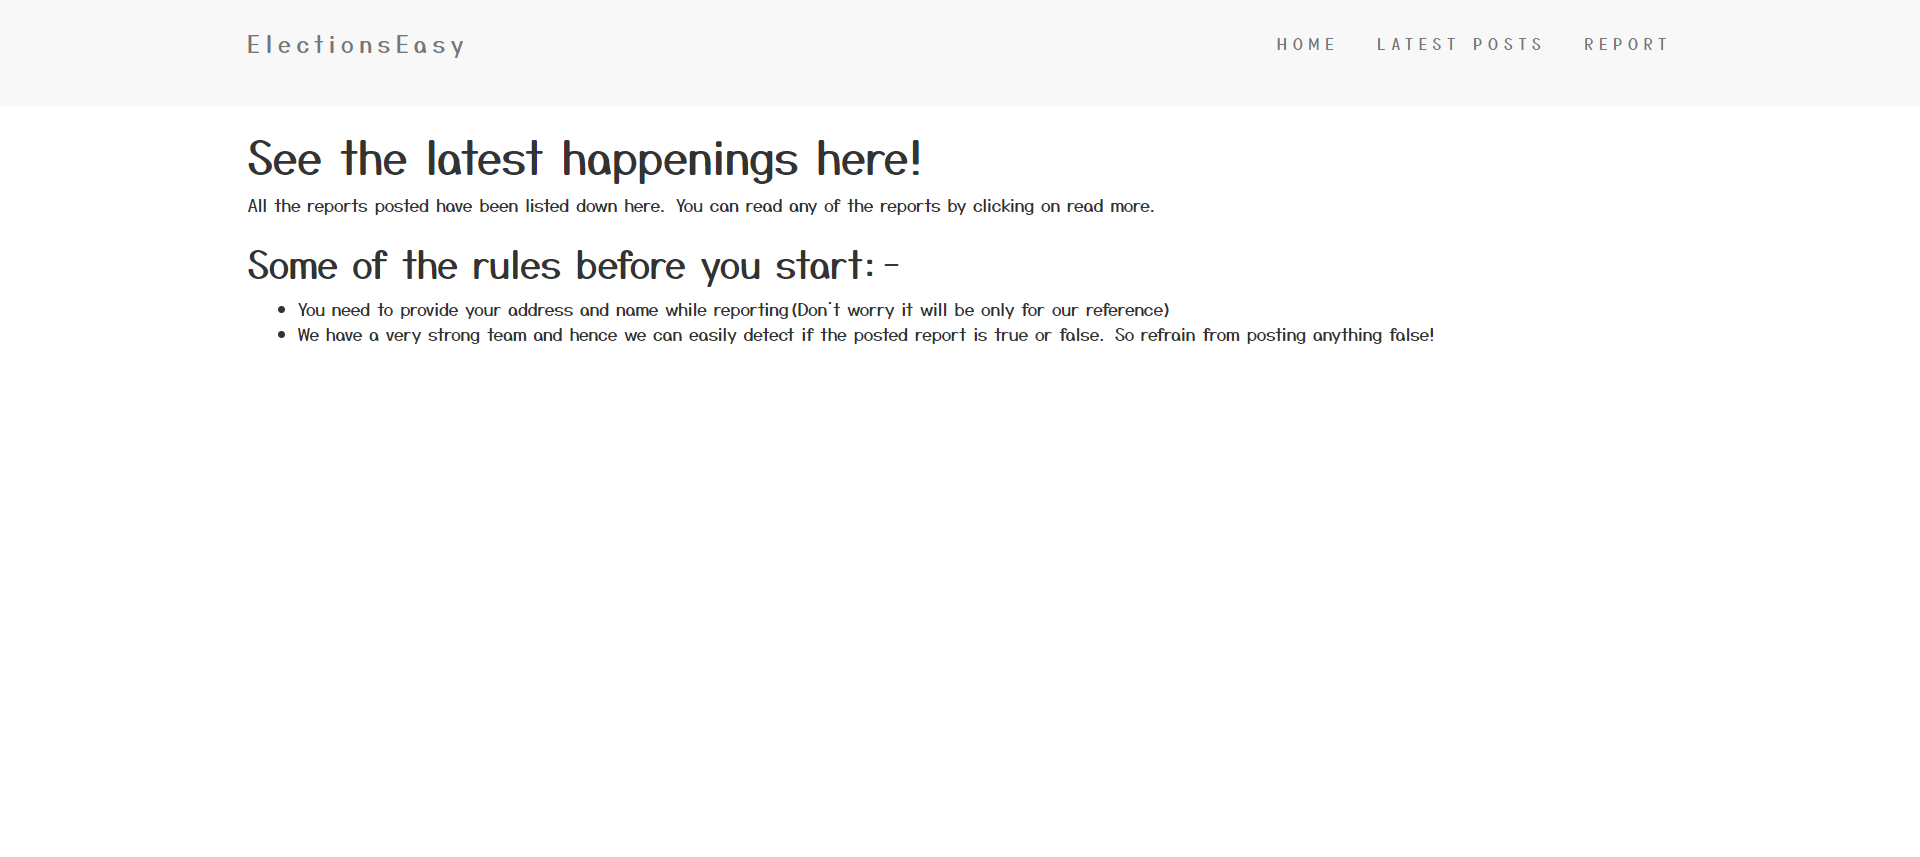 ElectionsEasy
HOME LATEST POSTS REPORT
See the latest happenings here!
All the reports posted have been listed down here. You can read any of the reports by clicking on read more.
Some of the rules before you start:-
• You need to provide your address and name while reporting(Don't worry it will be only for our reference)
• We have a very strong team and hence we can easily detect if the posted report is true or false. So refrain from posting anything false!